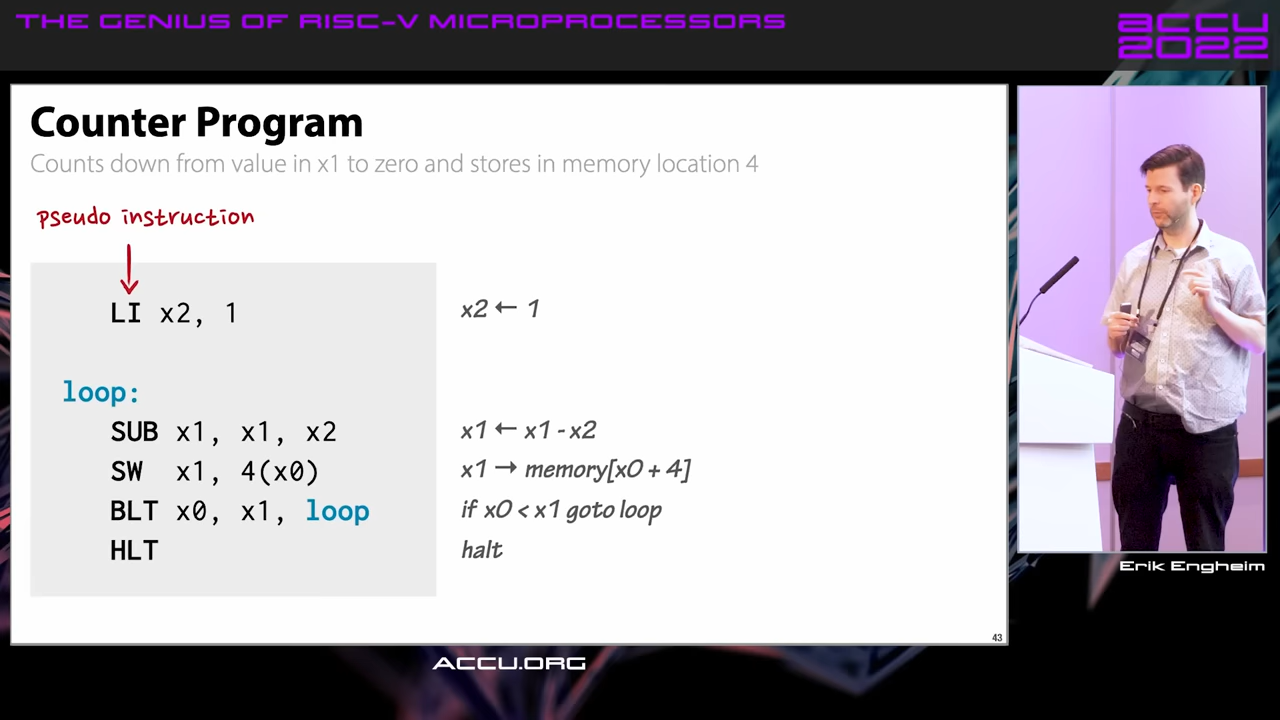 THE GENIUS OF RISC-V MICROPROCESSORS
ACCU
2022
Counter Program
Counts down from value in x1 to zero and stores in memory location 4
pseudo instruction
LI x2, 1
x2 ← 1
loop:
SUB x1, x1, x2
x1 ← x1 - x2
SW x1, 4(x0)
x1 → memory[x0 + 4]
BLT x0, x1, loop
if x0 < x1 goto loop
HLT
halt
43
Erik Engheim
ACCU.ORG